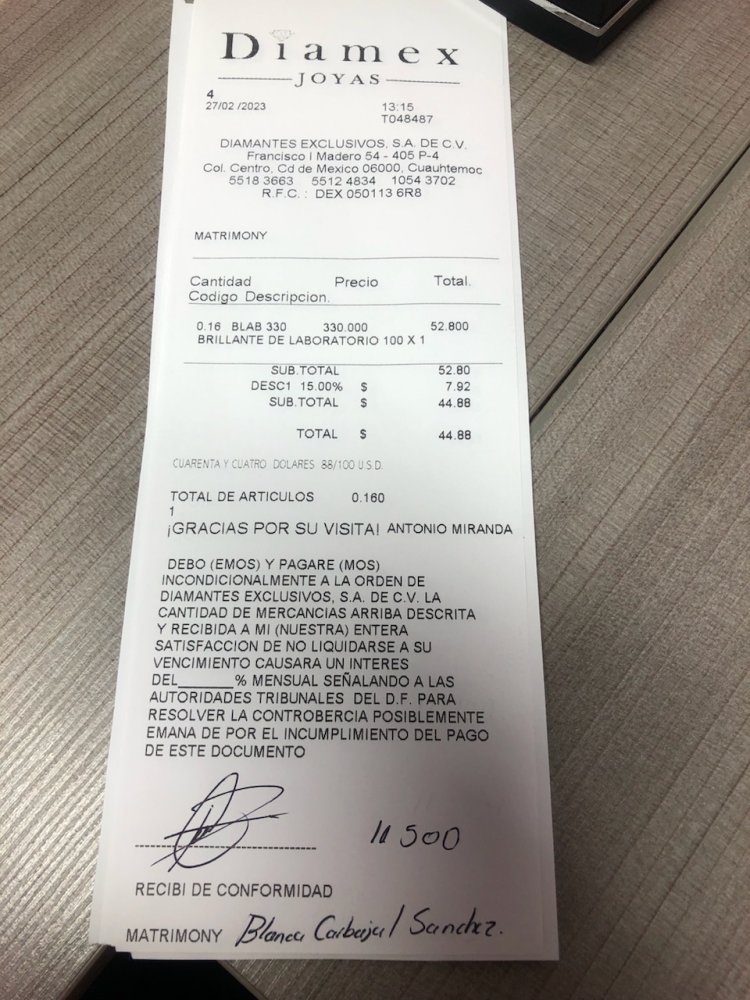 Diamex
JOYAS
4
27/02 /2023 13:15
T048487
DIAMANTES EXCLUSIVOS, S.A. DE C.V.
Francisco I Madero 54 - 405 P-4
Col. Centro, Cd de Mexico 06000, Cuauhtemoc
5518 3663 5512 4834 1054 3702
R.F.C. : DEX 050113 6R8
MATRIMONY
Cantidad Precio Total.
Codigo Descripcion.
0.16 BLAB 330 330.000 52.800
BRILLANTE DE LABORATORIO 100 X 1
SUB.TOTAL 52.80
DESC1 15.00% $ 7.92
SUB.TOTAL $ 44.88
TOTAL $ 44.88
CUARENTA Y CUATRO DOLARES 88/100 U.S.D.
TOTAL DE ARTICULOS 0.160
1
¡GRACIAS POR SU VISITA! ANTONIO MIRANDA
DEBO (EMOS) Y PAGARE (MOS)
INCONDICIONALMENTE A LA ORDEN DE
DIAMANTES EXCLUSIVOS, S.A. DE C.V. LA
CANTIDAD DE MERCANCIAS ARRIBA DESCRITA
Y RECIBIDA A MI (NUESTRA) ENTERA
SATISFACCION DE NO LIQUIDARSE A SU
VENCIMIENTO CAUSARA UN INTERES
DEL______% MENSUAL SEÑALANDO A LAS
AUTORIDADES TRIBUNALES DEL D.F. PARA
RESOLVER LA CONTROBERCIA POSIBLEMENTE
EMANA DE POR EL INCUMPLIMIENTO DEL PAGO
DE ESTE DOCUMENTO
500
RECIBI DE CONFORMIDAD
MATRIMONY Blanca Carbajal Sanchez.